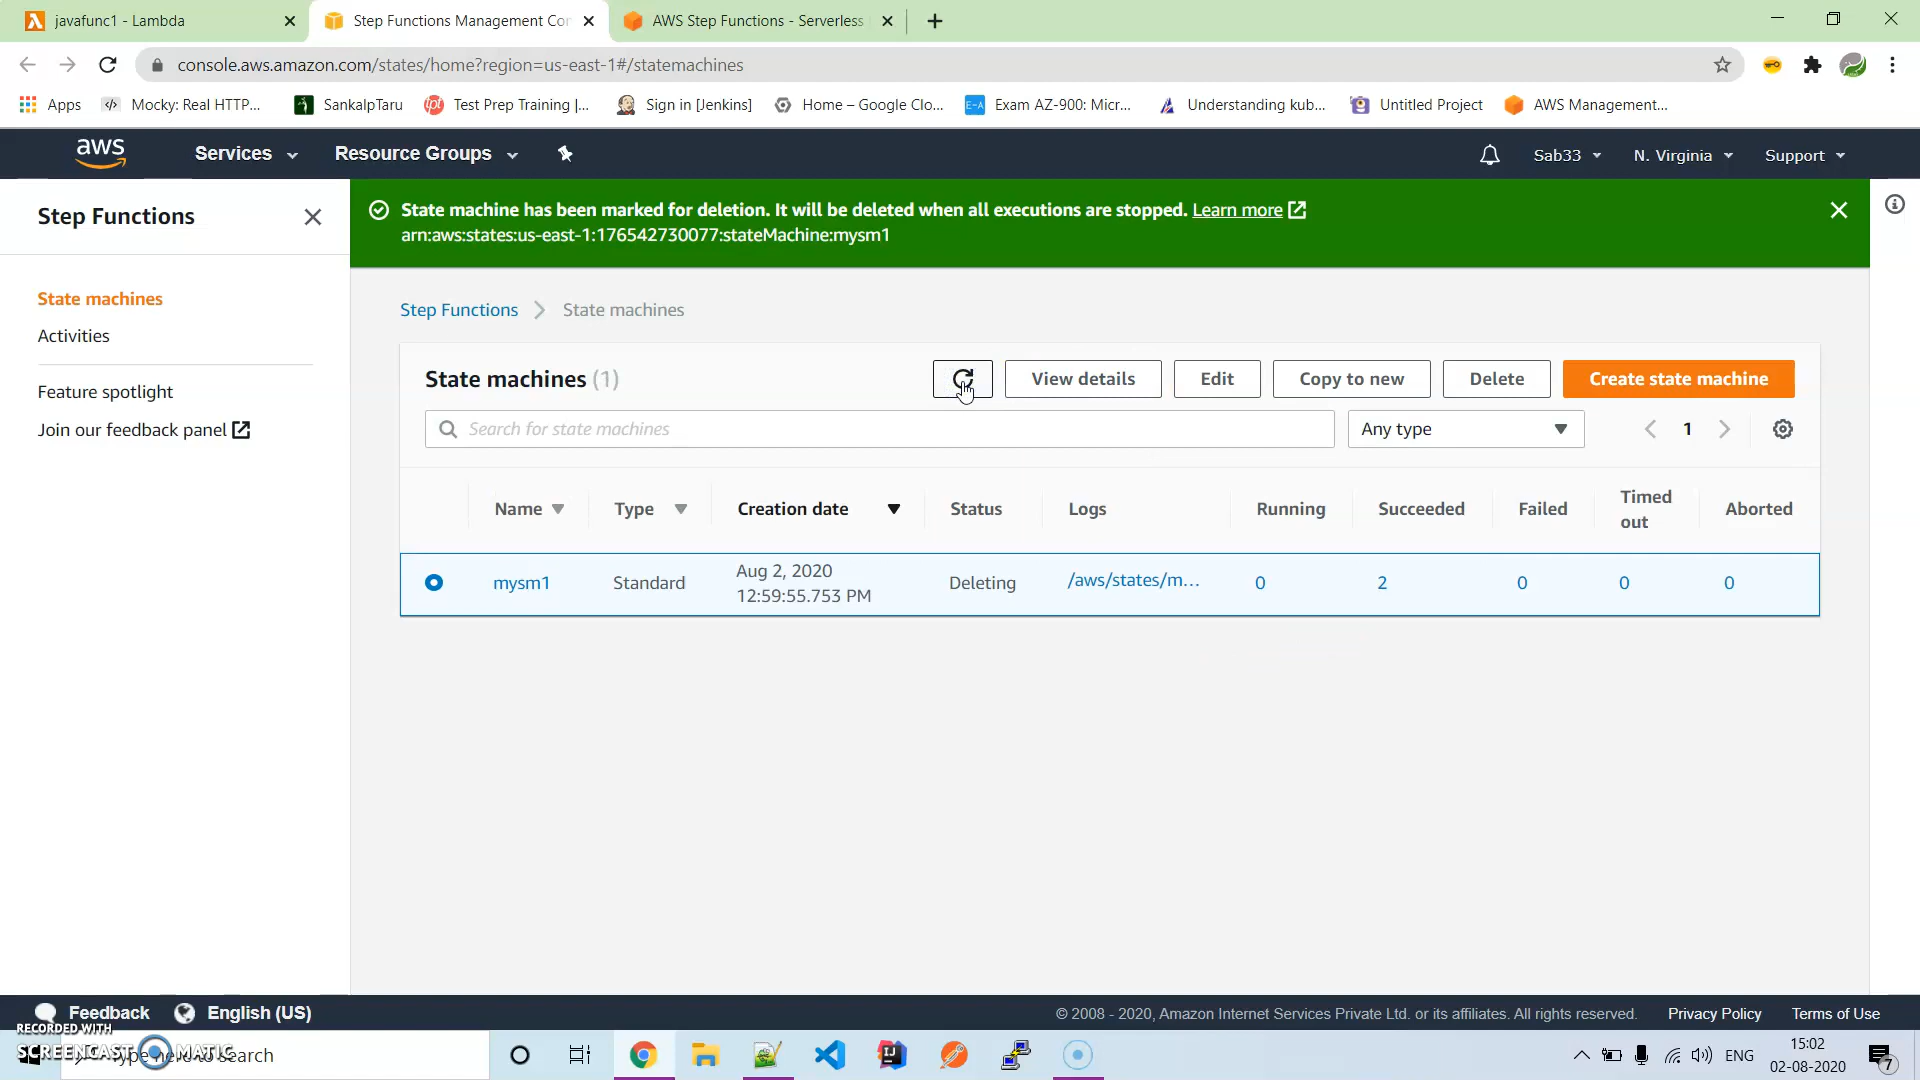 javafunc1 - Lambda
Step Functions Management Con
AWS Step Functions - Serverless
console.aws.amazon.com/states/home?region=us-east-1#/statemachines
Apps
Mocky: Real HTTP...
SankalpTaru
Test Prep Training |...
Sign in [Jenkins]
Home – Google Clo...
Exam AZ-900: Micr...
Understanding kub...
Untitled Project
AWS Management...
aws
Services
Resource Groups
Sab33
N. Virginia
Support
Step Functions
State machines
Activities
Feature spotlight
Join our feedback panel
State machine has been marked for deletion. It will be deleted when all executions are stopped. Learn more
arn:aws:states:us-east-1:176542730077:stateMachine:mysm1
Step Functions
State machines
State machines (1)
View details
Edit
Copy to new
Delete
Create state machine
Search for state machines
Any type
1
Name
Type
Creation date
Status
Logs
Running
Succeeded
Failed
Timed
out
Aborted
mysm1
Standard
Aug 2, 2020
12:59:55.753 PM
Deleting
/aws/states/m...
0
2
0
0
0
Feedback
English (US)
© 2008 - 2020, Amazon Internet Services Private Ltd. or its affiliates. All rights reserved.
Privacy Policy
Terms of Use
RECORDED WITH
SCREENCAST MATIC
Type here to search
ENG
15:02
02-08-2020
7